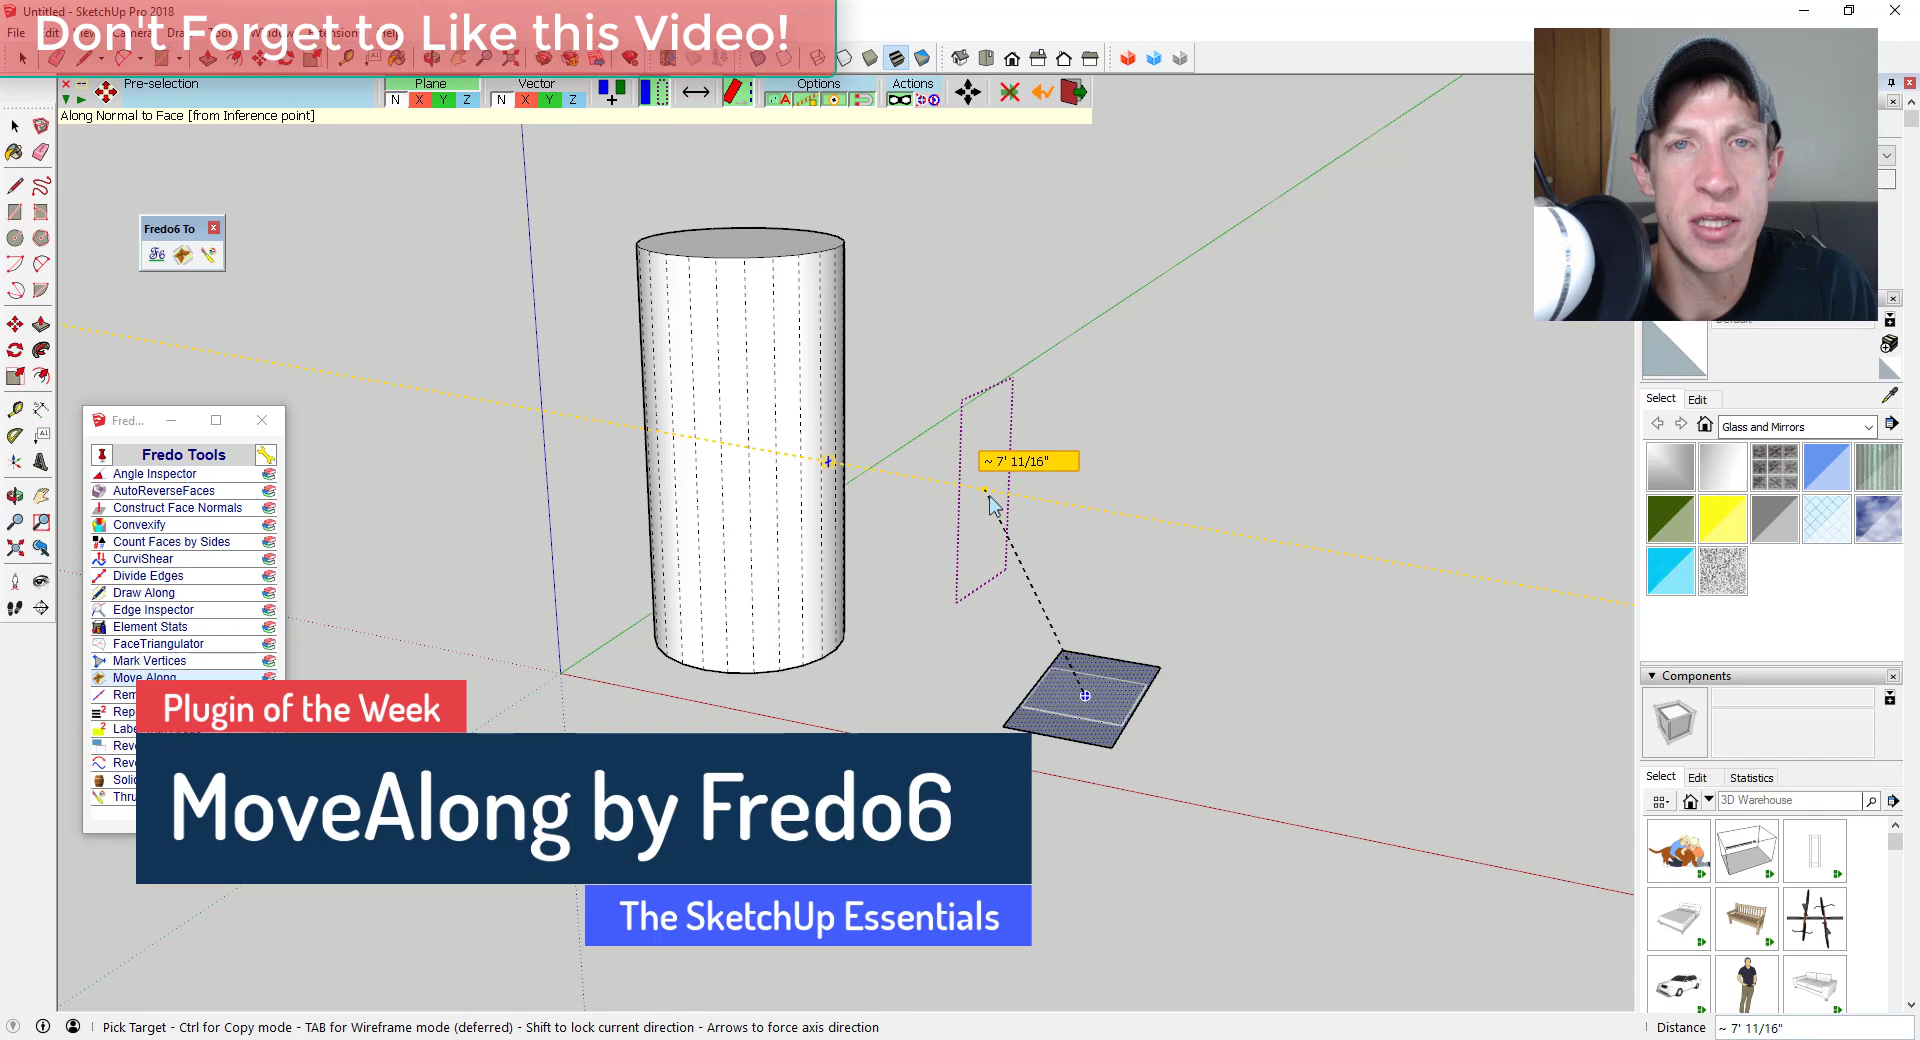 Untitled - SketchUp Pro 2018
Don't Forget to Like this Video!
File
Pre-selection
Plane
Vector
Options
Actions
N X Y Z
N X Y Z
Along Normal to Face [from Inference point]
Fredo6 To
~ 7' 11/16"
Fred...
Fredo Tools
Angle Inspector
AutoReverseFaces
Construct Face Normals
Convexify
Count Faces by Sides
CurviShear
Divide Edges
Draw Along
Edge Inspector
Element Stats
FaceTriangulator
Mark Vertices
Move Along
Plugin of the Week
MoveAlong by Fredo6
The SketchUp Essentials
Select
Edit
Glass and Mirrors
Components
Select
Edit
Statistics
3D Warehouse
Pick Target - Ctrl for Copy mode - TAB for Wireframe mode (deferred) - Shift to lock current direction - Arrows to force axis direction
Distance
~ 7' 11/16"